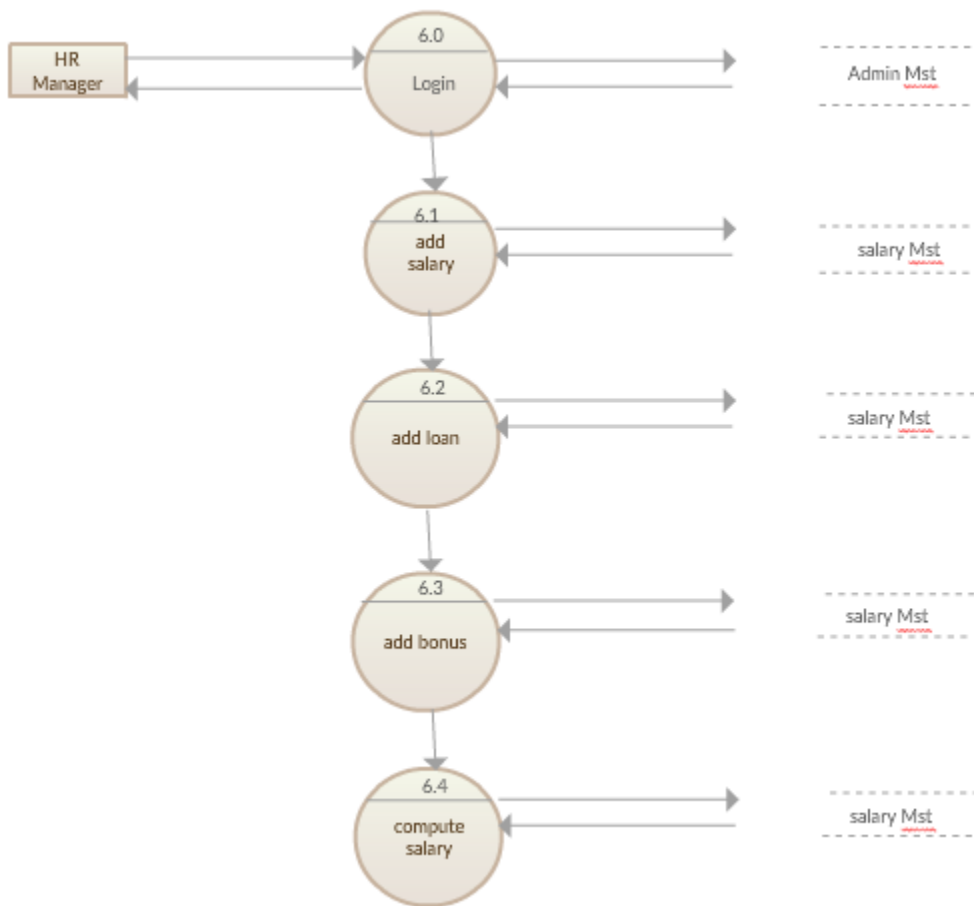 6.0
HR
Manager
Login
Admin Mst
6.1
add
salary
salary Mst
6.2
add loan
salary Mst
6.3
add bonus
salary Mst
6.4
compute
salary
salary Mst